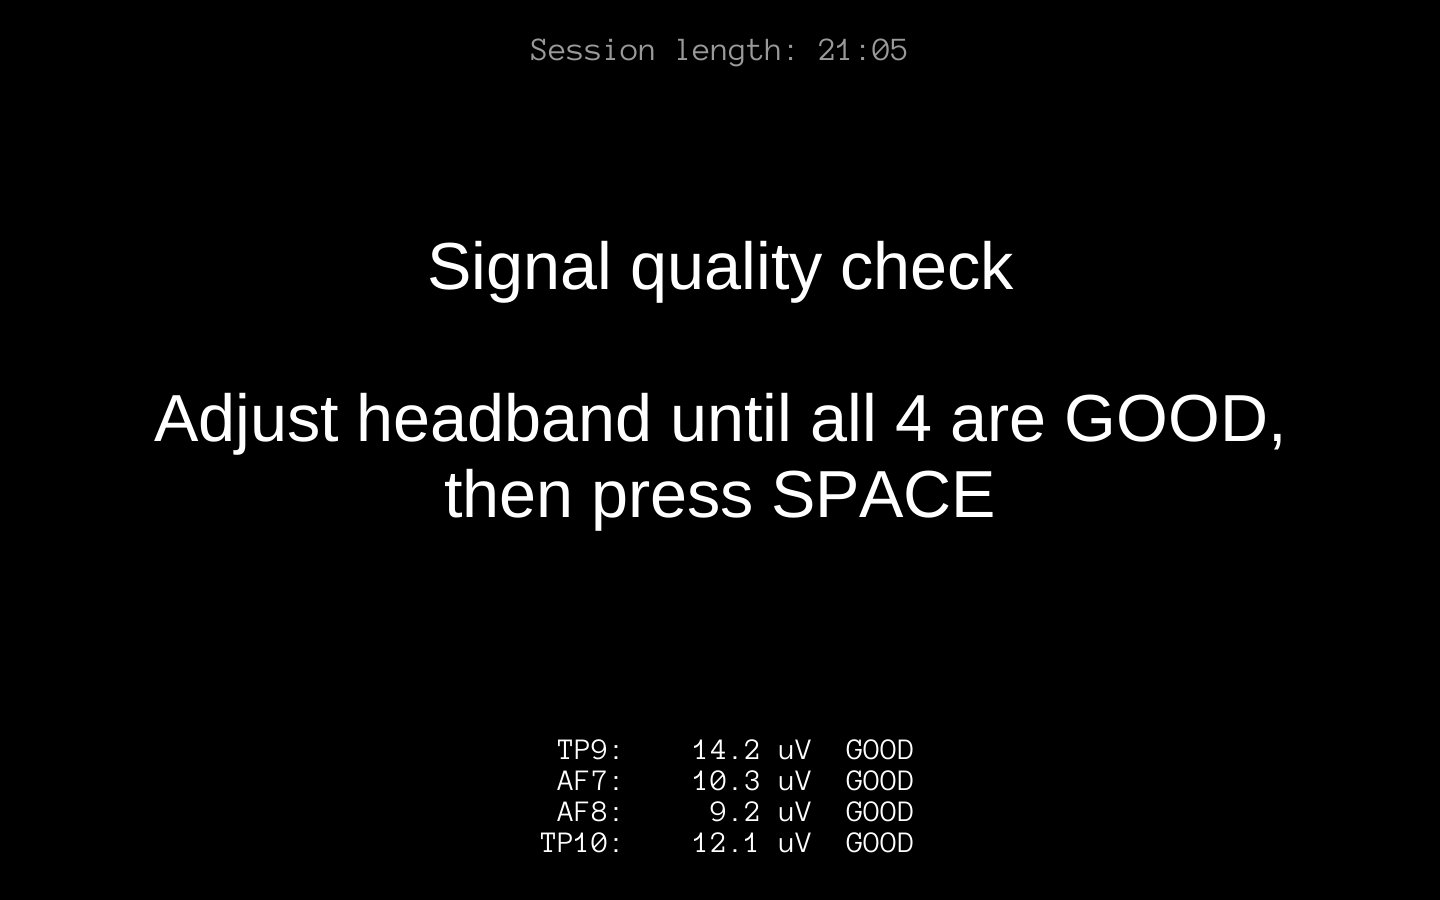 Session length: 21:05
Signal quality check
Adjust headband until all 4 are GOOD,
then press SPACE
TP9: 14.2 uV GOOD
AF7: 10.3 uV GOOD
AF8: 9.2 uV GOOD
TP10: 12.1 uV GOOD